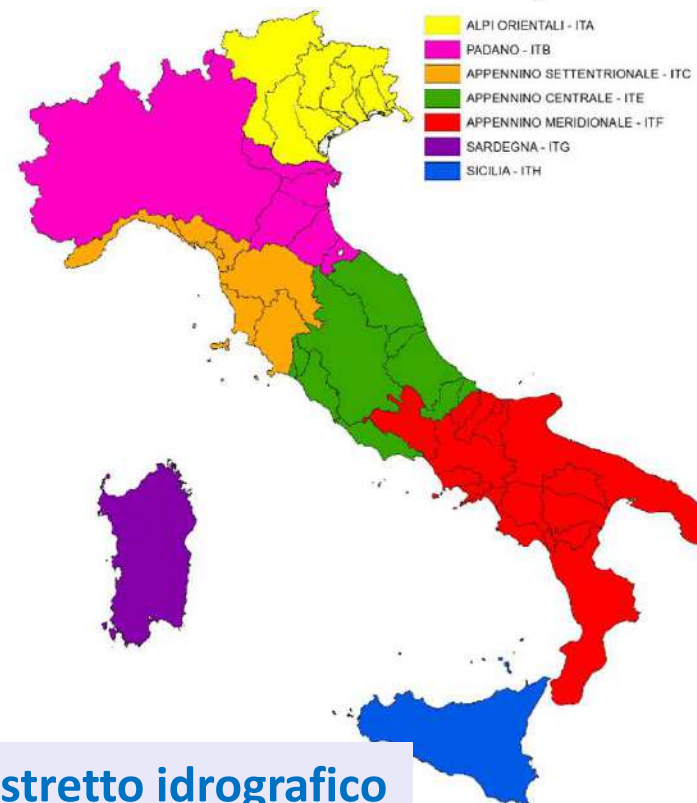 ALPI ORIENTALI - ITA
PADANO - ITB
APPENNINO SETTENTRIONALE - ITC
APPENNINO CENTRALE - ITE
APPENNINO MERIDIONALE - ITF
SARDEGNA - ITG
SICILIA - ITH
stretto idrografico